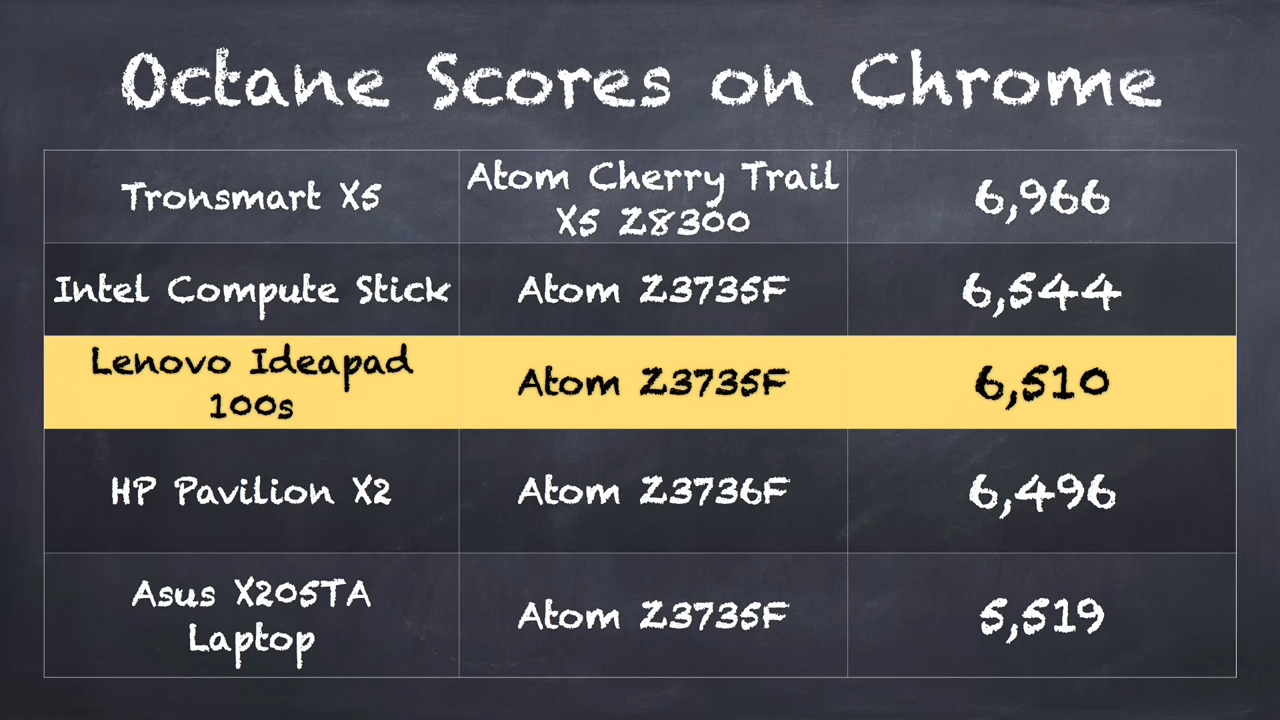 Octane Scores on Chrome
Tronsmart X5
Atom Cherry Trail
X5 Z8300
6,966
Intel Compute Stick
Atom Z3735F
6,544
Lenovo Ideapad
100s
Atom Z3735F
6,510
HP Pavilion X2
Atom Z3736F
6,496
Asus X205TA
Laptop
Atom Z3735F
5,519